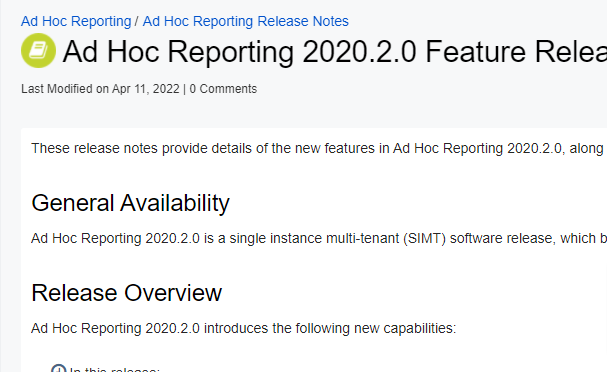 Ad Hoc Reporting / Ad Hoc Reporting Release Notes
Ad Hoc Reporting 2020.2.0 Feature
Last Modified on Apr 11, 2022 | 0 Comments
These release notes provide details of the new features in Ad Hoc Reporting 2020.2.0, along
General Availability
Ad Hoc Reporting 2020.2.0 is a single instance multi-tenant (SIMT) software release, which
Release Overview
Ad Hoc Reporting 2020.2.0 introduces the following new capabilities:
In this release: